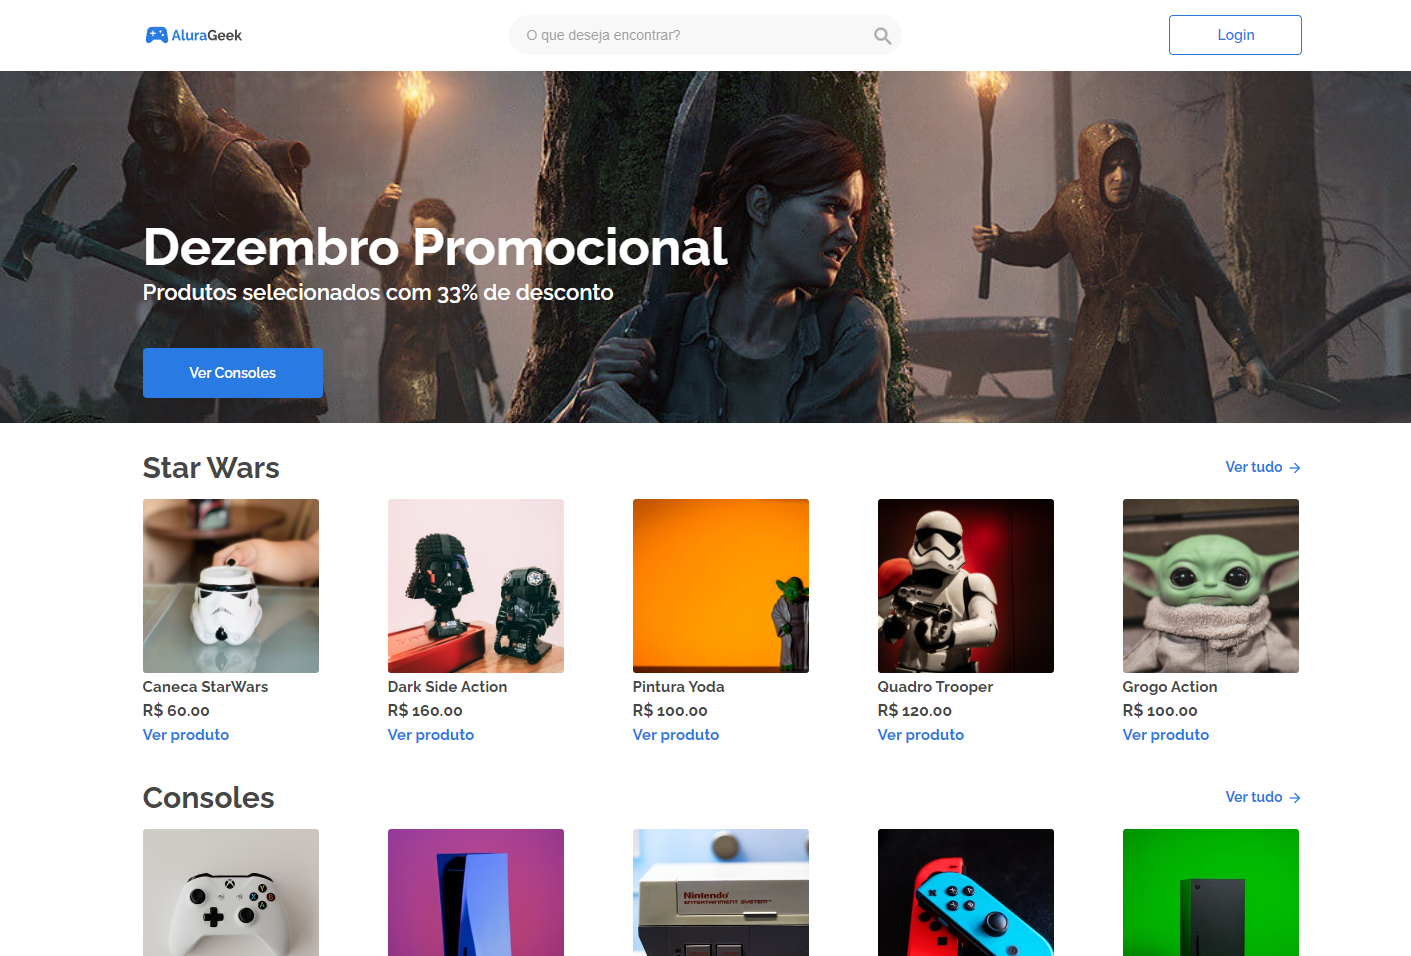 AluraGeek
O que deseja encontrar?
Login
Dezembro Promocional
Produtos selecionados com 33% de desconto
Ver Consoles
Star Wars
Ver tudo →
Caneca StarWars
R$ 60.00
Ver produto
Dark Side Action
R$ 160.00
Ver produto
Pintura Yoda
R$ 100.00
Ver produto
Quadro Trooper
R$ 120.00
Ver produto
Grogo Action
R$ 100.00
Ver produto
Consoles
Ver tudo →
Y
X
B
A
Nintendo
ENTERTAINMENT SYSTEM™